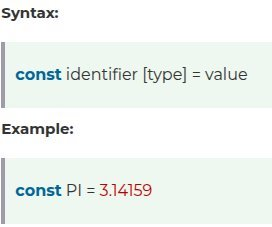 Syntax:
const identifier [type] = value
Example:
const PI = 3.14159